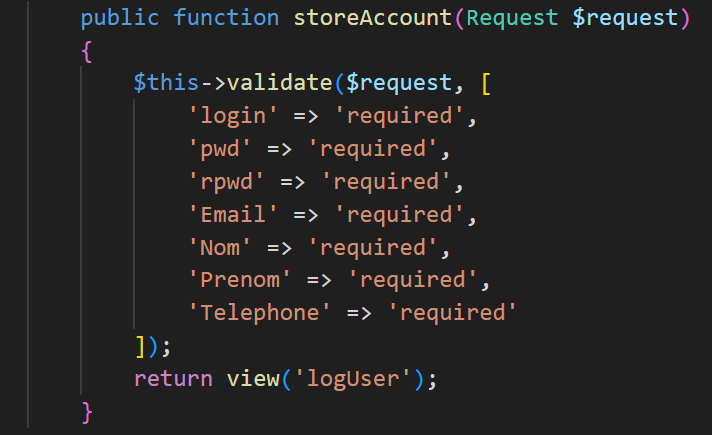 public function storeAccount(Request $request)
{
$this->validate($request, [
'login' => 'required',
'pwd' => 'required',
'rpwd' => 'required',
'Email' => 'required',
'Nom' => 'required',
'Prenom' => 'required',
'Telephone' => 'required'
]);
return view('logUser');
}